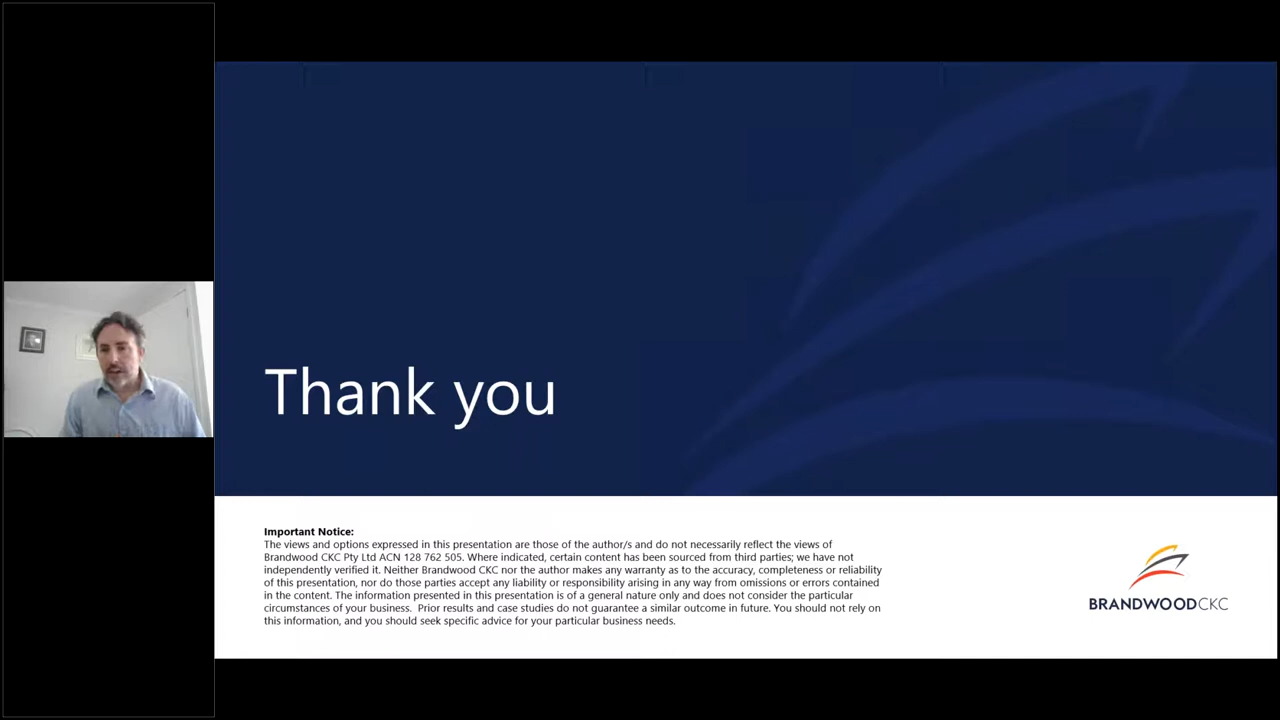 Thank you
Important Notice:
The views and options expressed in this presentation are those of the author/s and do not necessarily reflect the views of
Brandwood CKC Pty Ltd ACN 128 762 505. Where indicated, certain content has been sourced from third parties; we have not
independently verified it. Neither Brandwood CKC nor the author makes any warranty as to the accuracy, completeness or reliability
of this presentation, nor do those parties accept any liability or responsibility arising in any way from omissions or errors contained
in the content. The information presented in this presentation is of a general nature only and does not consider the particular
circumstances of your business. Prior results and case studies do not guarantee a similar outcome in future. You should not rely on
this information, and you should seek specific advice for your particular business needs.
BRANDWOODCKC